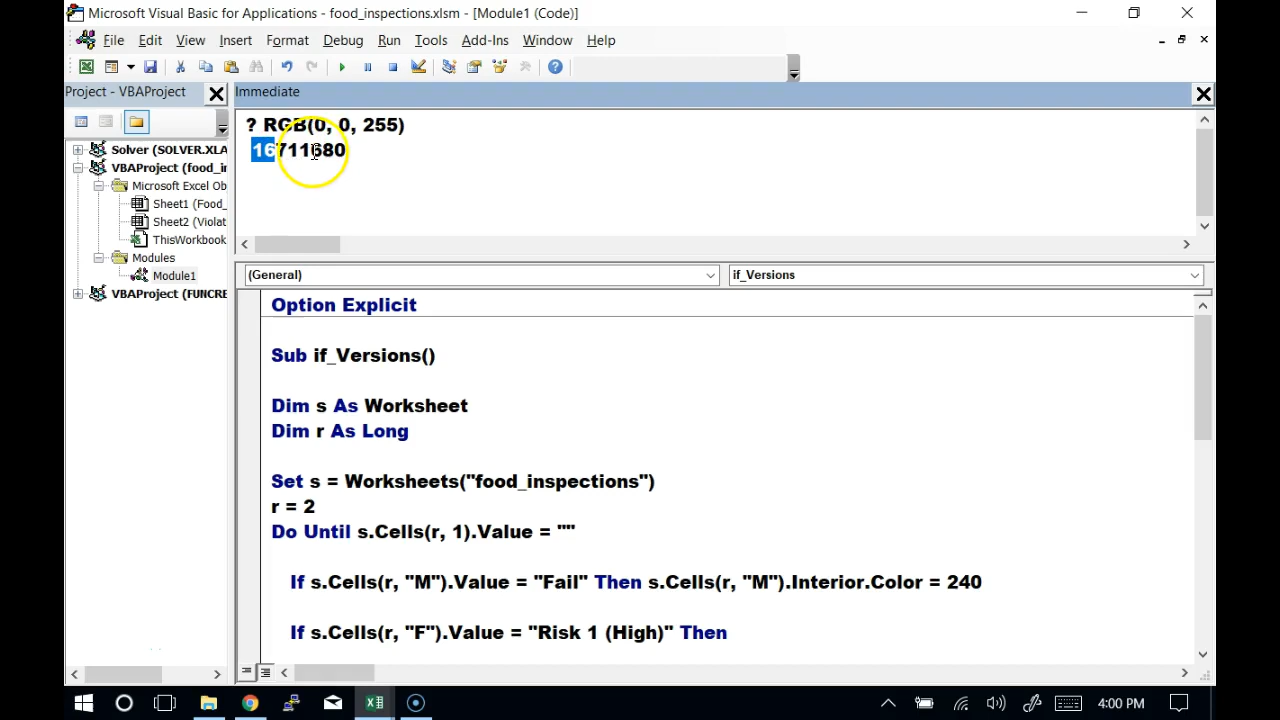 Microsoft Visual Basic for Applications - food_inspections.xlsm - [Module1 (Code)]
File Edit View Insert Format Debug Run Tools Add-Ins Window Help
Project - VBAProject
Immediate
? RGB(0, 0, 255)
16711680
Solver (SOLVER.XLA
VBAProject (food_in
Microsoft Excel Ob
Sheet1 (Food_
Sheet2 (Violat
ThisWorkbook
Modules
Module1
VBAProject (FUNCRE
(General)
if_Versions
Option Explicit
Sub if_Versions()
Dim s As Worksheet
Dim r As Long
Set s = Worksheets("food_inspections")
r = 2
Do Until s.Cells(r, 1).Value = ""
If s.Cells(r, "M").Value = "Fail" Then s.Cells(r, "M").Interior.Color = 240
If s.Cells(r, "F").Value = "Risk 1 (High)" Then
4:00 PM